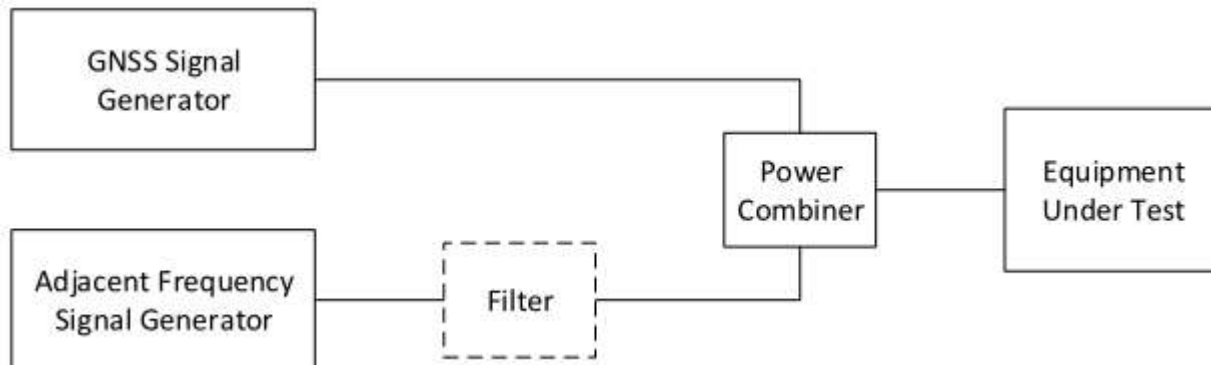 GNSS Signal
Generator
Power
Combiner
Equipment
Under Test
Adjacent Frequency
Signal Generator
Filter